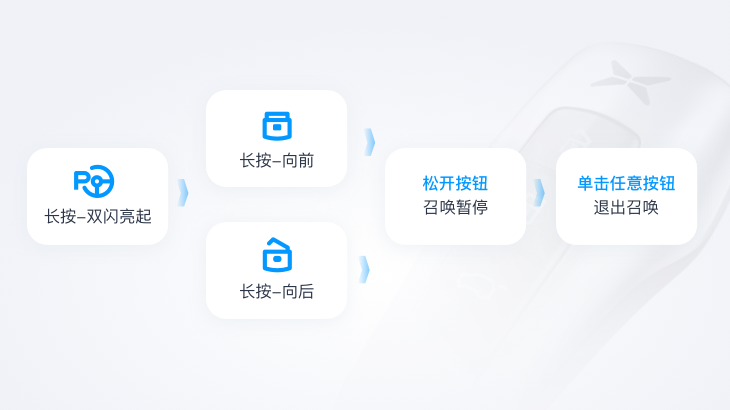 长按–双闪亮起
长按–向前
长按–向后
松开按钮
召唤暂停
单击任意按钮
退出召唤